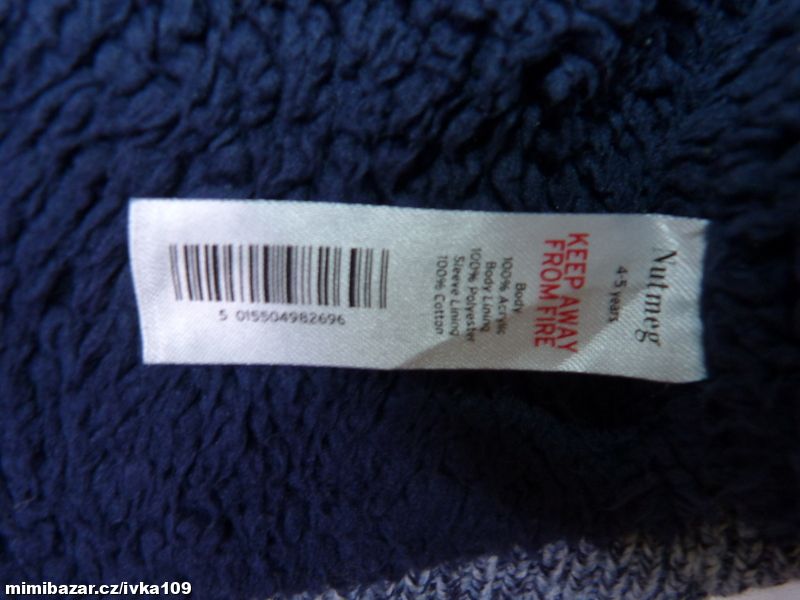 Nutmeg
4-5 years
KEEP AWAY
FROM FIRE
Body
100% Acrylic
Body Lining
100% Polyester
Sleeve Lining
100% Cotton
5 015504982696
mimibazar.cz/ivka109